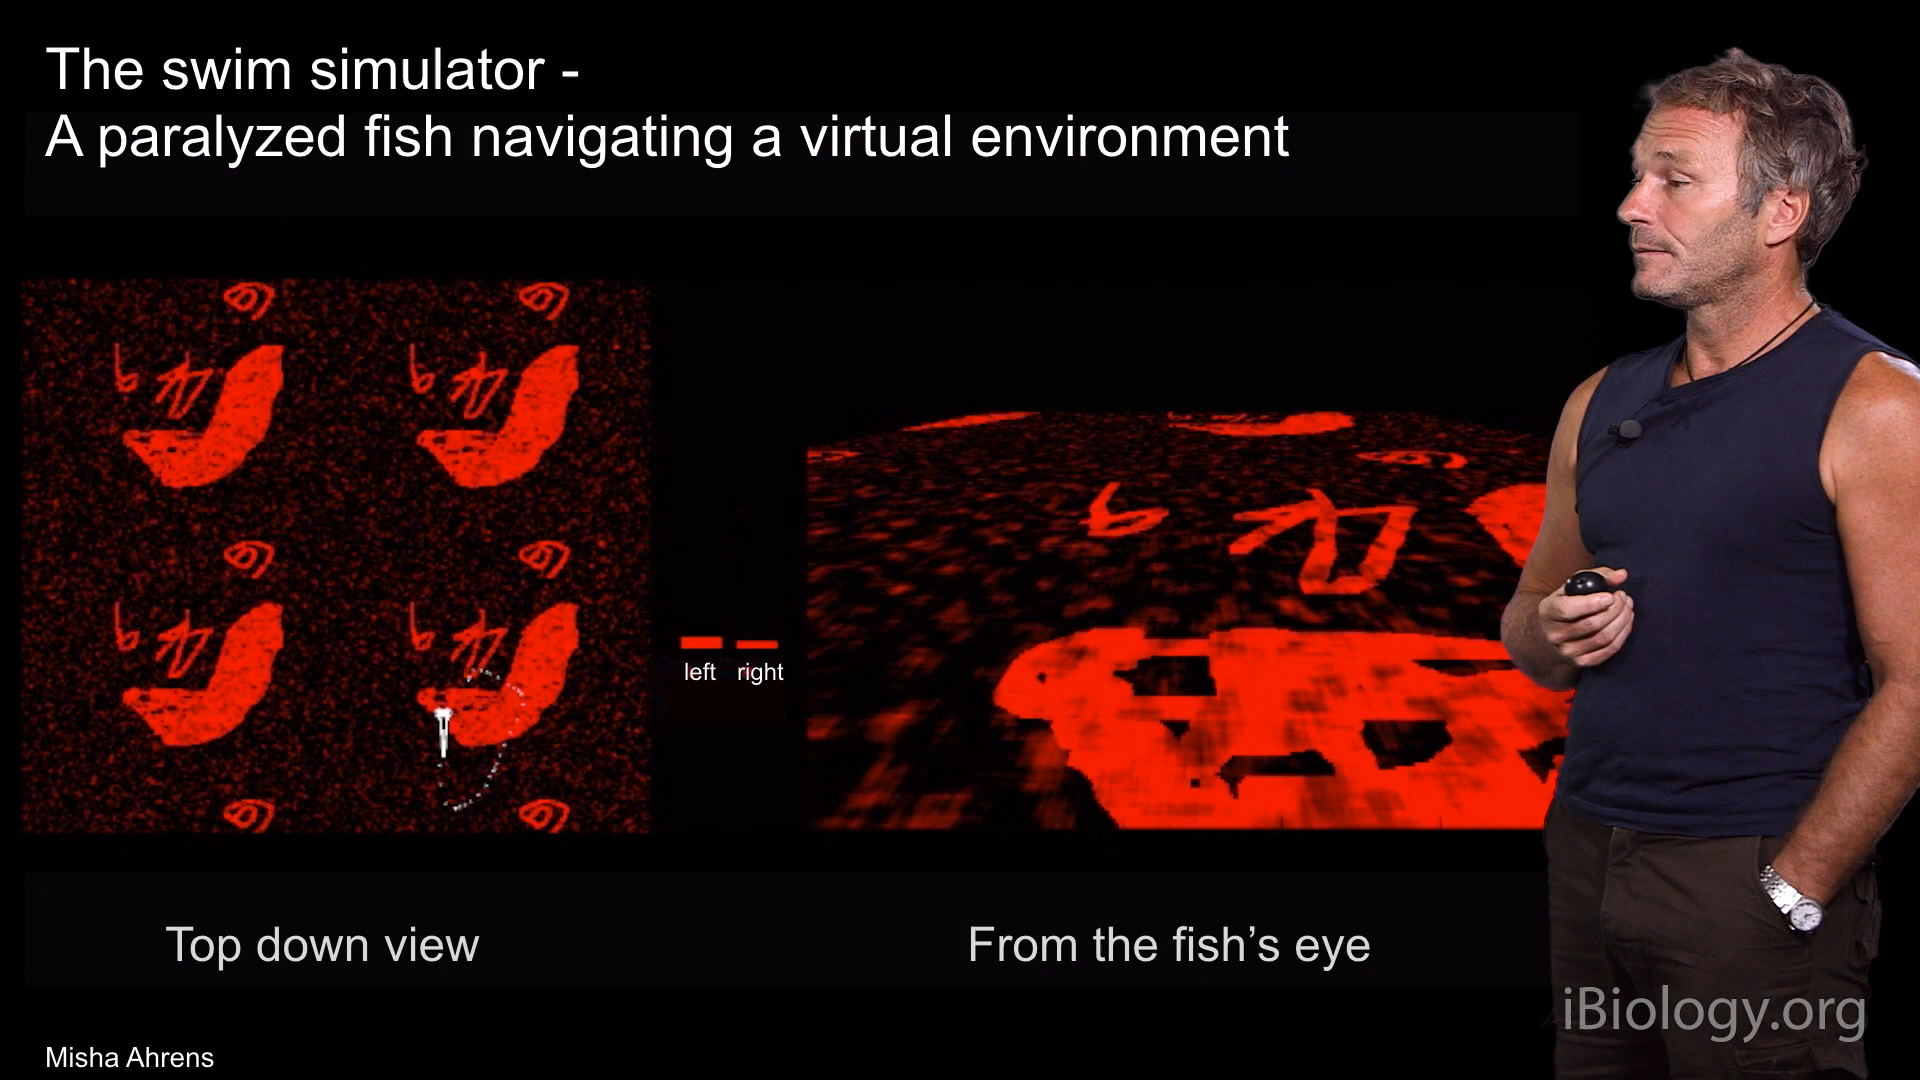 The swim simulator -
A paralyzed fish navigating a virtual environment
left right
Top down view
From the fish’s eye
iBiology.org
Misha Ahrens